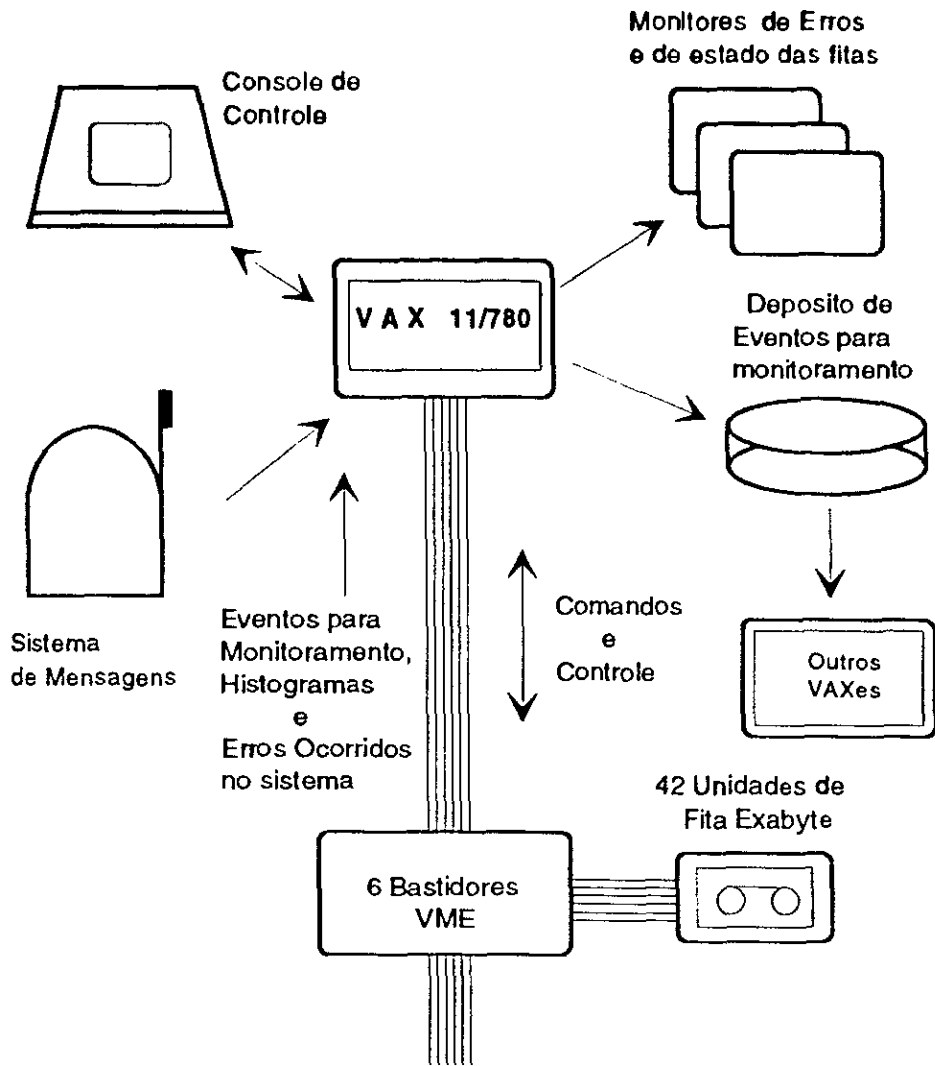 Monitores de Erros
e de estado das fitas
Console de
Controle
VAX 11/780
Deposito de
Eventos para
monitoramento
Sistema
de Mensagens
Eventos para
Monitoramento,
Histogramas
e
Erros Ocorridos
no sistema
Comandos
e
Controle
Outros
VAXes
42 Unidades de
Fita Exabyte
6 Bastidores
VME